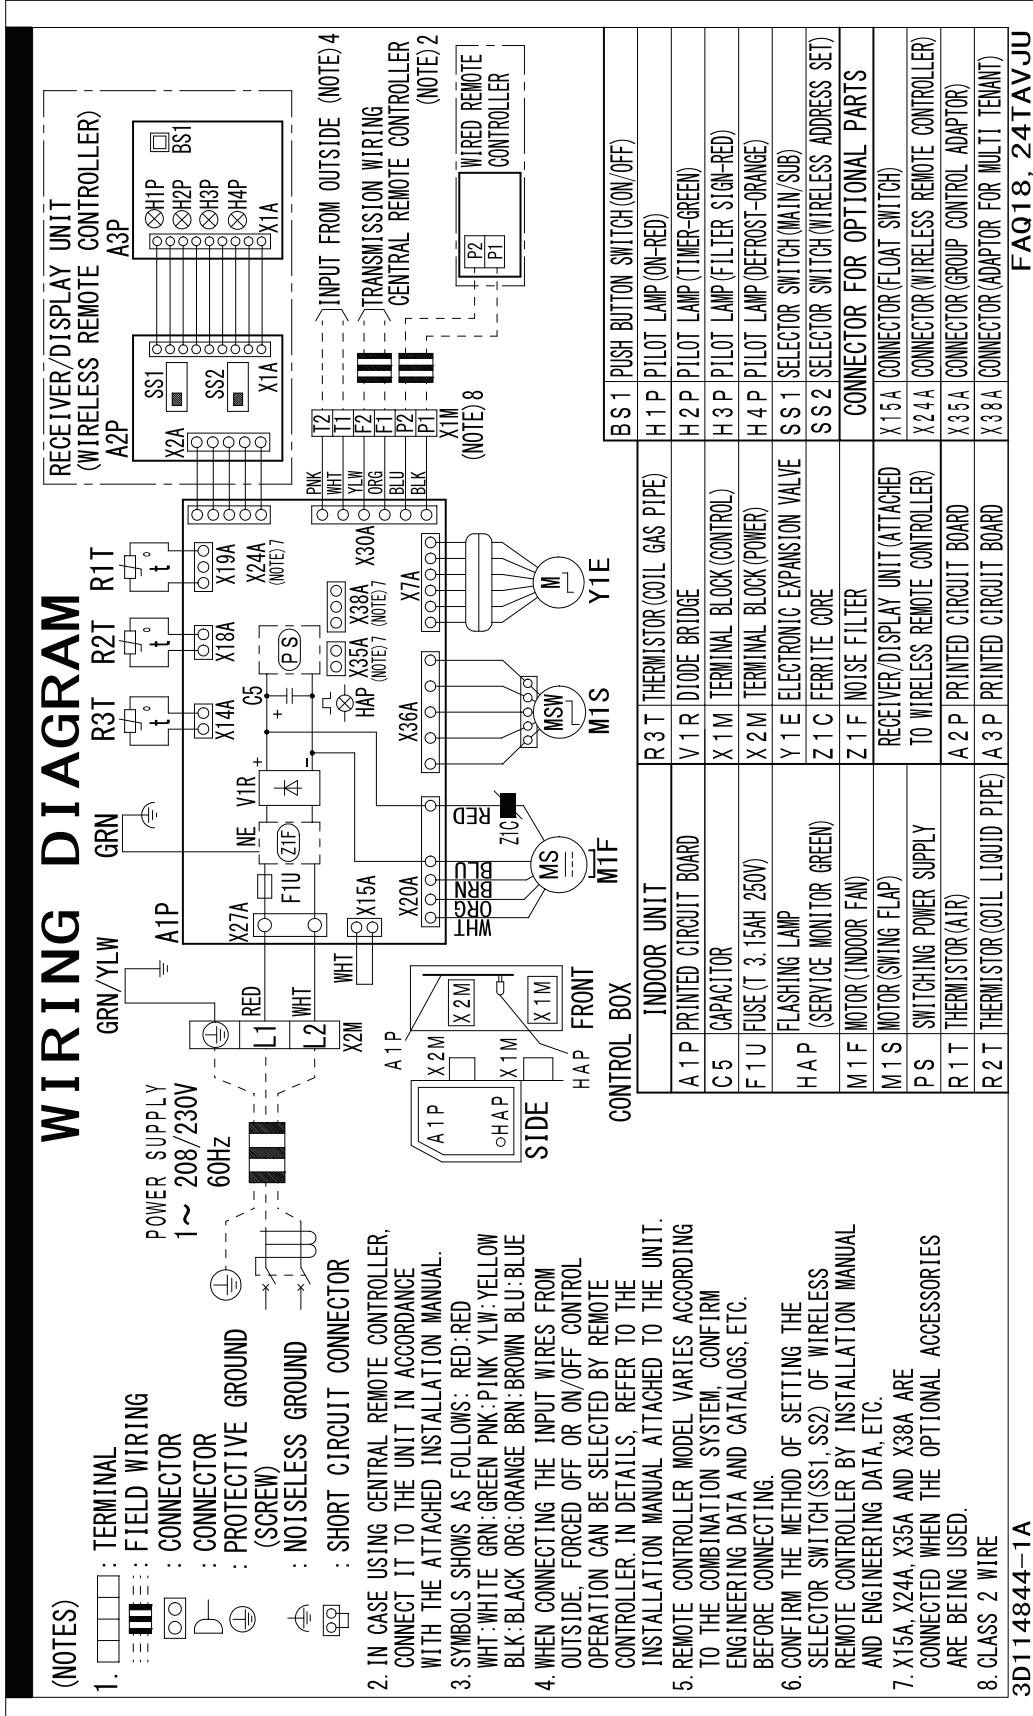 WIRING DIAGRAM
POWER SUPPLY
1~ 208/230V
60Hz
GRN/YLW
GRN
L1
L2
X2M
RED
WHT
A1P
X27A
F1U
NE
Z1F
V1R
+
-
C5
+
PS
R3T
t°
X14A
R2T
t°
X18A
R1T
t°
X19A
X24A
(NOTE)7
X35A
(NOTE)7
X38A
(NOTE)7
HAP
WHT
X15A
X20A
WHT
ORG
BRN
BLU
RED
Z1C
MS
M1F
X36A
MSW
M1S
X7A
M
Y1E
X30A
PNK
WHT
YLW
ORG
BLU
BLK
T2
T1
F2
F1
P2
P1
X1M
(NOTE)8
RECEIVER/DISPLAY UNIT
(WIRELESS REMOTE CONTROLLER)
A2P
X2A
SS1
SS2
X1A
A3P
BS1
H1P
H2P
H3P
H4P
X1A
INPUT FROM OUTSIDE (NOTE)4
TRANSMISSION WIRING
CENTRAL REMOTE CONTROLLER
(NOTE)2
WIRED REMOTE
CONTROLLER
P2
P1
A1P
HAP
SIDE
X2M
X1M
A1P
X2M
X1M
HAP
FRONT
CONTROL BOX
(NOTES)
1. : TERMINAL
: FIELD WIRING
: CONNECTOR
: CONNECTOR
: PROTECTIVE GROUND
(SCREW)
: NOISELESS GROUND
: SHORT CIRCUIT CONNECTOR
2. IN CASE USING CENTRAL REMOTE CONTROLLER,
CONNECT IT TO THE UNIT IN ACCORDANCE
WITH THE ATTACHED INSTALLATION MANUAL.
3. SYMBOLS SHOWS AS FOLLOWS: RED:RED
WHT:WHITE GRN:GREEN PNK:PINK YLW:YELLOW
BLK:BLACK ORG:ORANGE BRN:BROWN BLU:BLUE
4. WHEN CONNECTING THE INPUT WIRES FROM
OUTSIDE, FORCED OFF OR ON/OFF CONTROL
OPERATION CAN BE SELECTED BY REMOTE
CONTROLLER.IN DETAILS, REFER TO THE
INSTALLATION MANUAL ATTACHED TO THE UNIT.
5. REMOTE CONTROLLER MODEL VARIES ACCORDING
TO THE COMBINATION SYSTEM, CONFIRM
ENGINEERING DATA AND CATALOGS,ETC.
BEFORE CONNECTING.
6. CONFIRM THE METHOD OF SETTING THE
SELECTOR SWITCH(SS1,SS2) OF WIRELESS
REMOTE CONTROLLER BY INSTALLATION MANUAL
AND ENGINEERING DATA,ETC.
7. X15A,X24A,X35A AND X38A ARE
CONNECTED WHEN THE OPTIONAL ACCESSORIES
ARE BEING USED.
8. CLASS 2 WIRE
INDOOR UNIT
A1P PRINTED CIRCUIT BOARD
C5 CAPACITOR
F1U FUSE(T 3.15AH 250V)
HAP FLASHING LAMP
(SERVICE MONITOR GREEN)
M1F MOTOR(INDOOR FAN)
M1S MOTOR(SWING FLAP)
PS SWITCHING POWER SUPPLY
R1T THERMISTOR(AIR)
R2T THERMISTOR(COIL LIQUID PIPE)
R3T THERMISTOR(COIL GAS PIPE)
V1R DIODE BRIDGE
X1M TERMINAL BLOCK(CONTROL)
X2M TERMINAL BLOCK(POWER)
Y1E ELECTRONIC EXPANSION VALVE
Z1C FERRITE CORE
Z1F NOISE FILTER
RECEIVER/DISPLAY UNIT(ATTACHED
TO WIRELESS REMOTE CONTROLLER)
A2P PRINTED CIRCUIT BOARD
A3P PRINTED CIRCUIT BOARD
BS1 PUSH BUTTON SWITCH(ON/OFF)
H1P PILOT LAMP(ON-RED)
H2P PILOT LAMP(TIMER-GREEN)
H3P PILOT LAMP(FILTER SIGN-RED)
H4P PILOT LAMP(DEFROST-ORANGE)
SS1 SELECTOR SWITCH(MAIN/SUB)
SS2 SELECTOR SWITCH(WIRELESS ADDRESS SET)
CONNECTOR FOR OPTIONAL PARTS
X15A CONNECTOR(FLOAT SWITCH)
X24A CONNECTOR(WIRELESS REMOTE CONTROLLER)
X35A CONNECTOR(GROUP CONTROL ADAPTOR)
X38A CONNECTOR(ADAPTOR FOR MULTI TENANT)
3D114844-1A
FAQ18, 24TAVJU